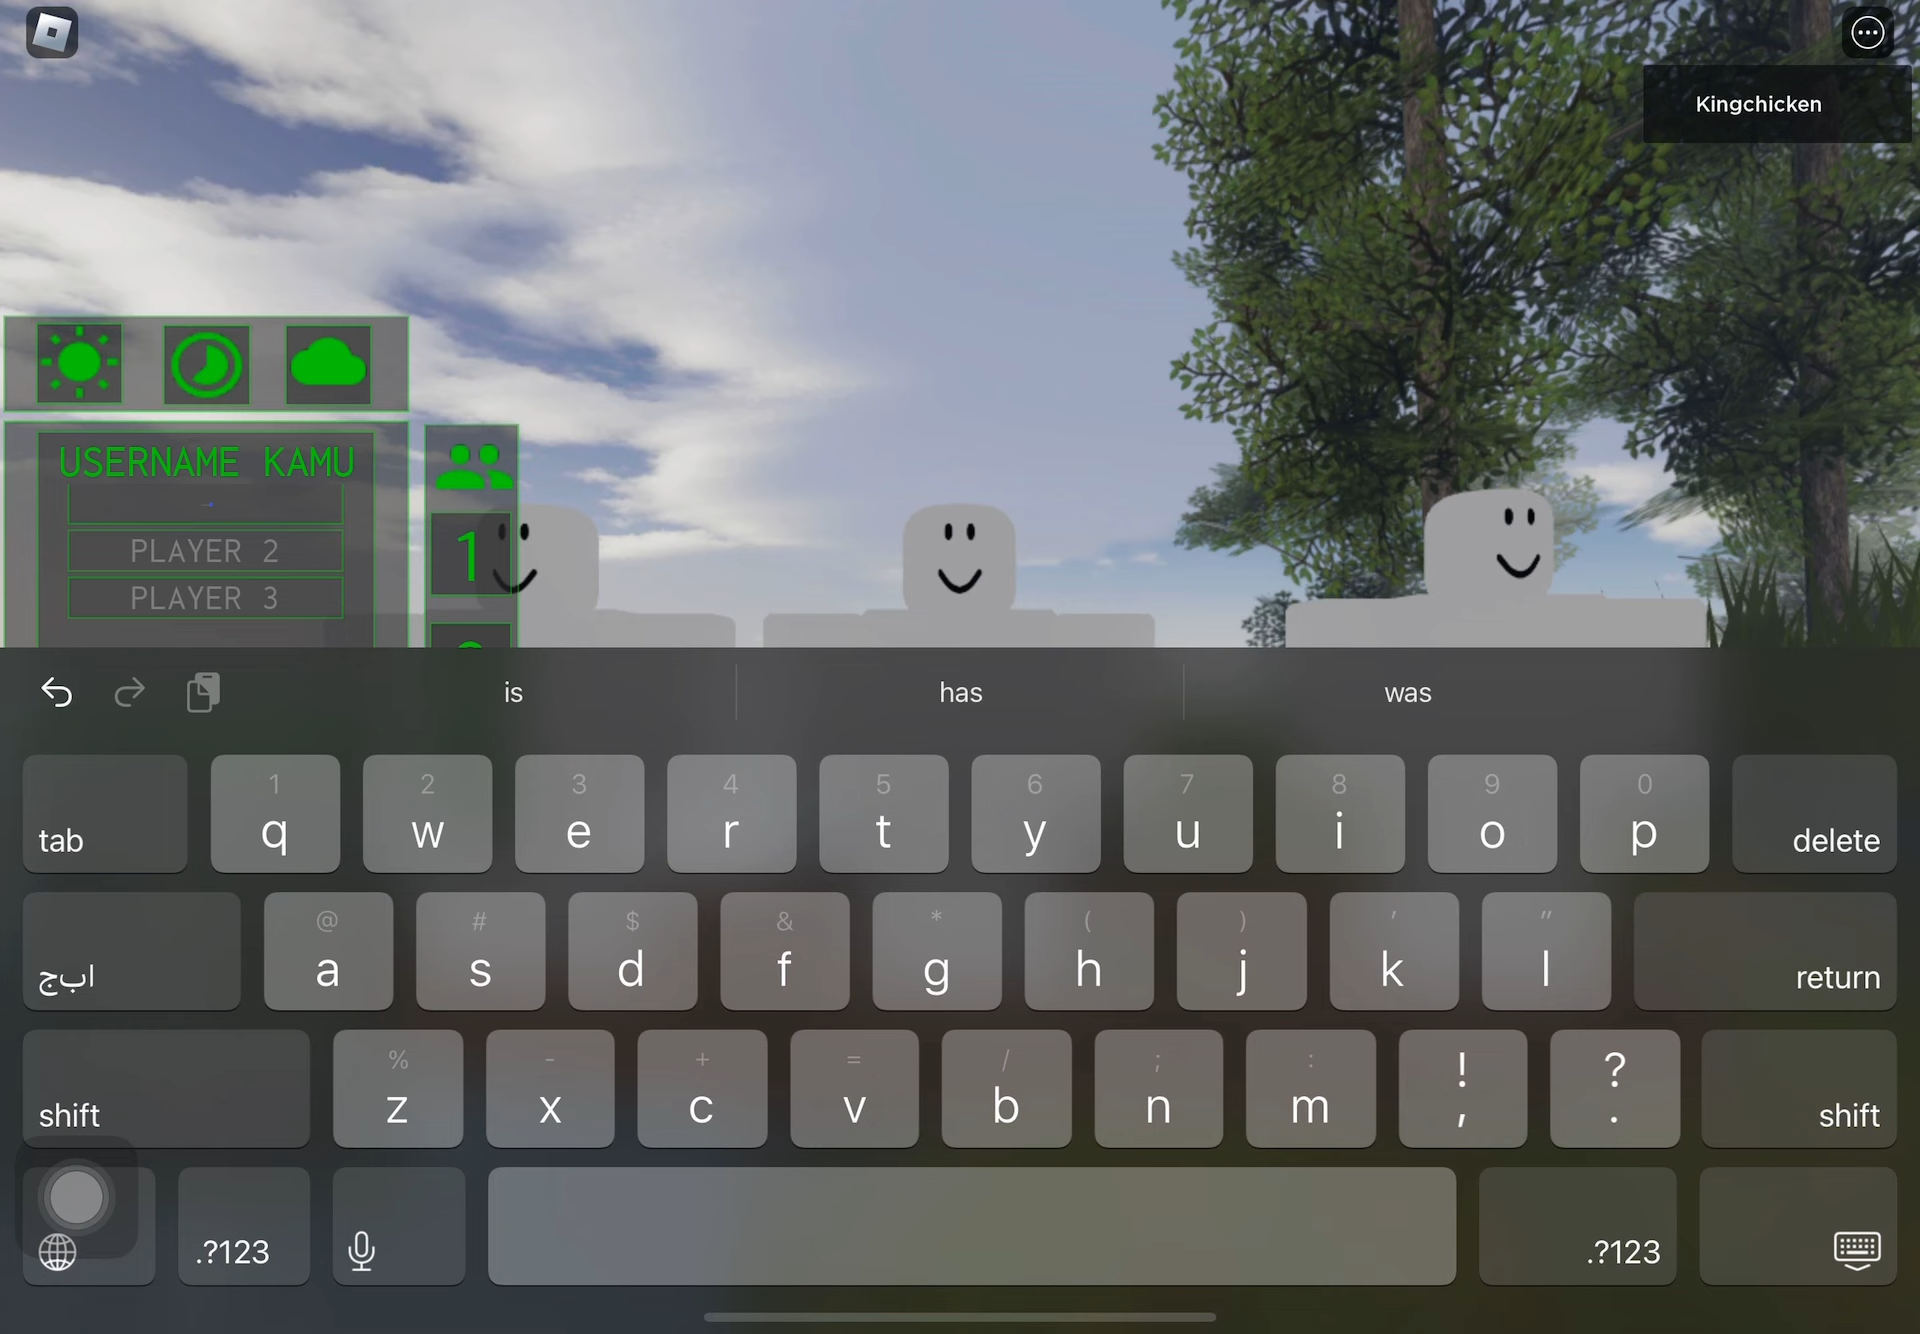 Kingchicken
USERNAME KAMU
PLAYER 2
PLAYER 3
1
is has was
1 2 3 4 5 6 7 8 9 0
tab q w e r t y u i o p delete
@ # $ & * ( ) ' "
ابج a s d f g h j k l return
% - + = / ; : ! ?
shift z x c v b n m , . shift
.?123 .?123